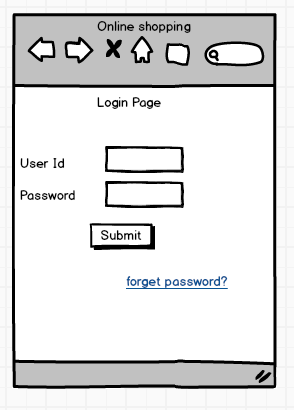 Online shopping
Login Page
User Id
Password
Submit
forget password?